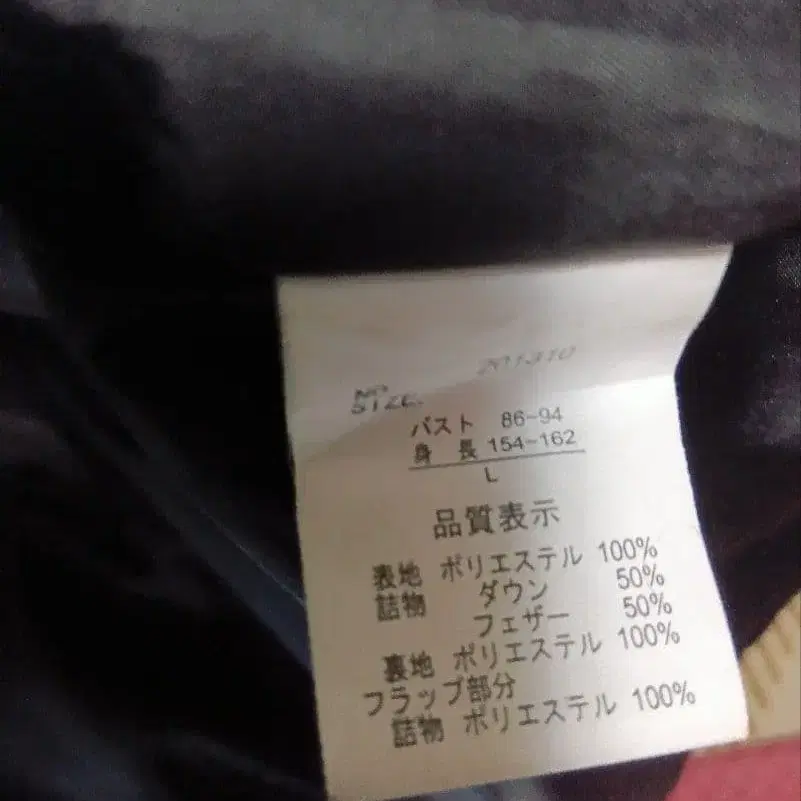 NO. 201310
SIZE.
バスト 86-94
身長 154-162
L
品質表示
表地 ポリエステル 100%
詰物 ダウン 50%
フェザー 50%
裏地 ポリエステル 100%
フラップ部分
詰物 ポリエステル 100%